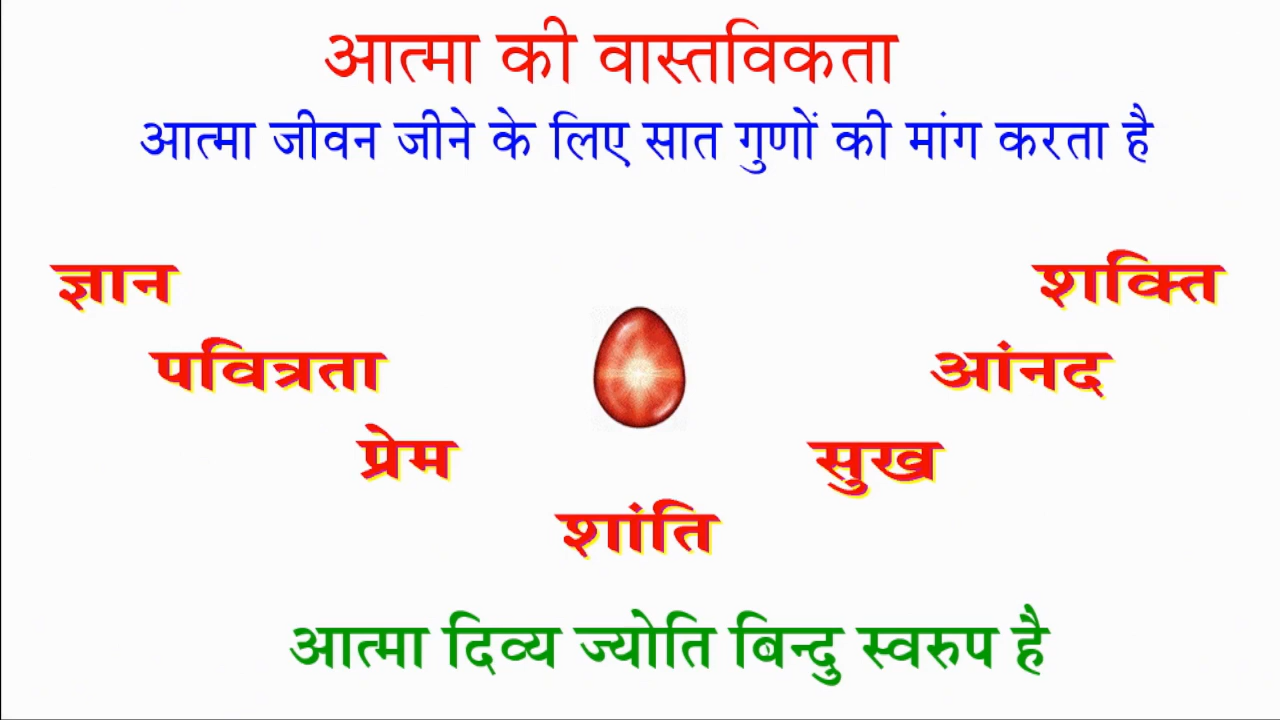 आत्मा की वास्तविकता
आत्मा जीवन जीने के लिए सात गुणों की मांग करता है
ज्ञान
शक्ति
पवित्रता
आंनद
प्रेम
सुख
शांति
आत्मा दिव्य ज्योति बिन्दु स्वरुप है